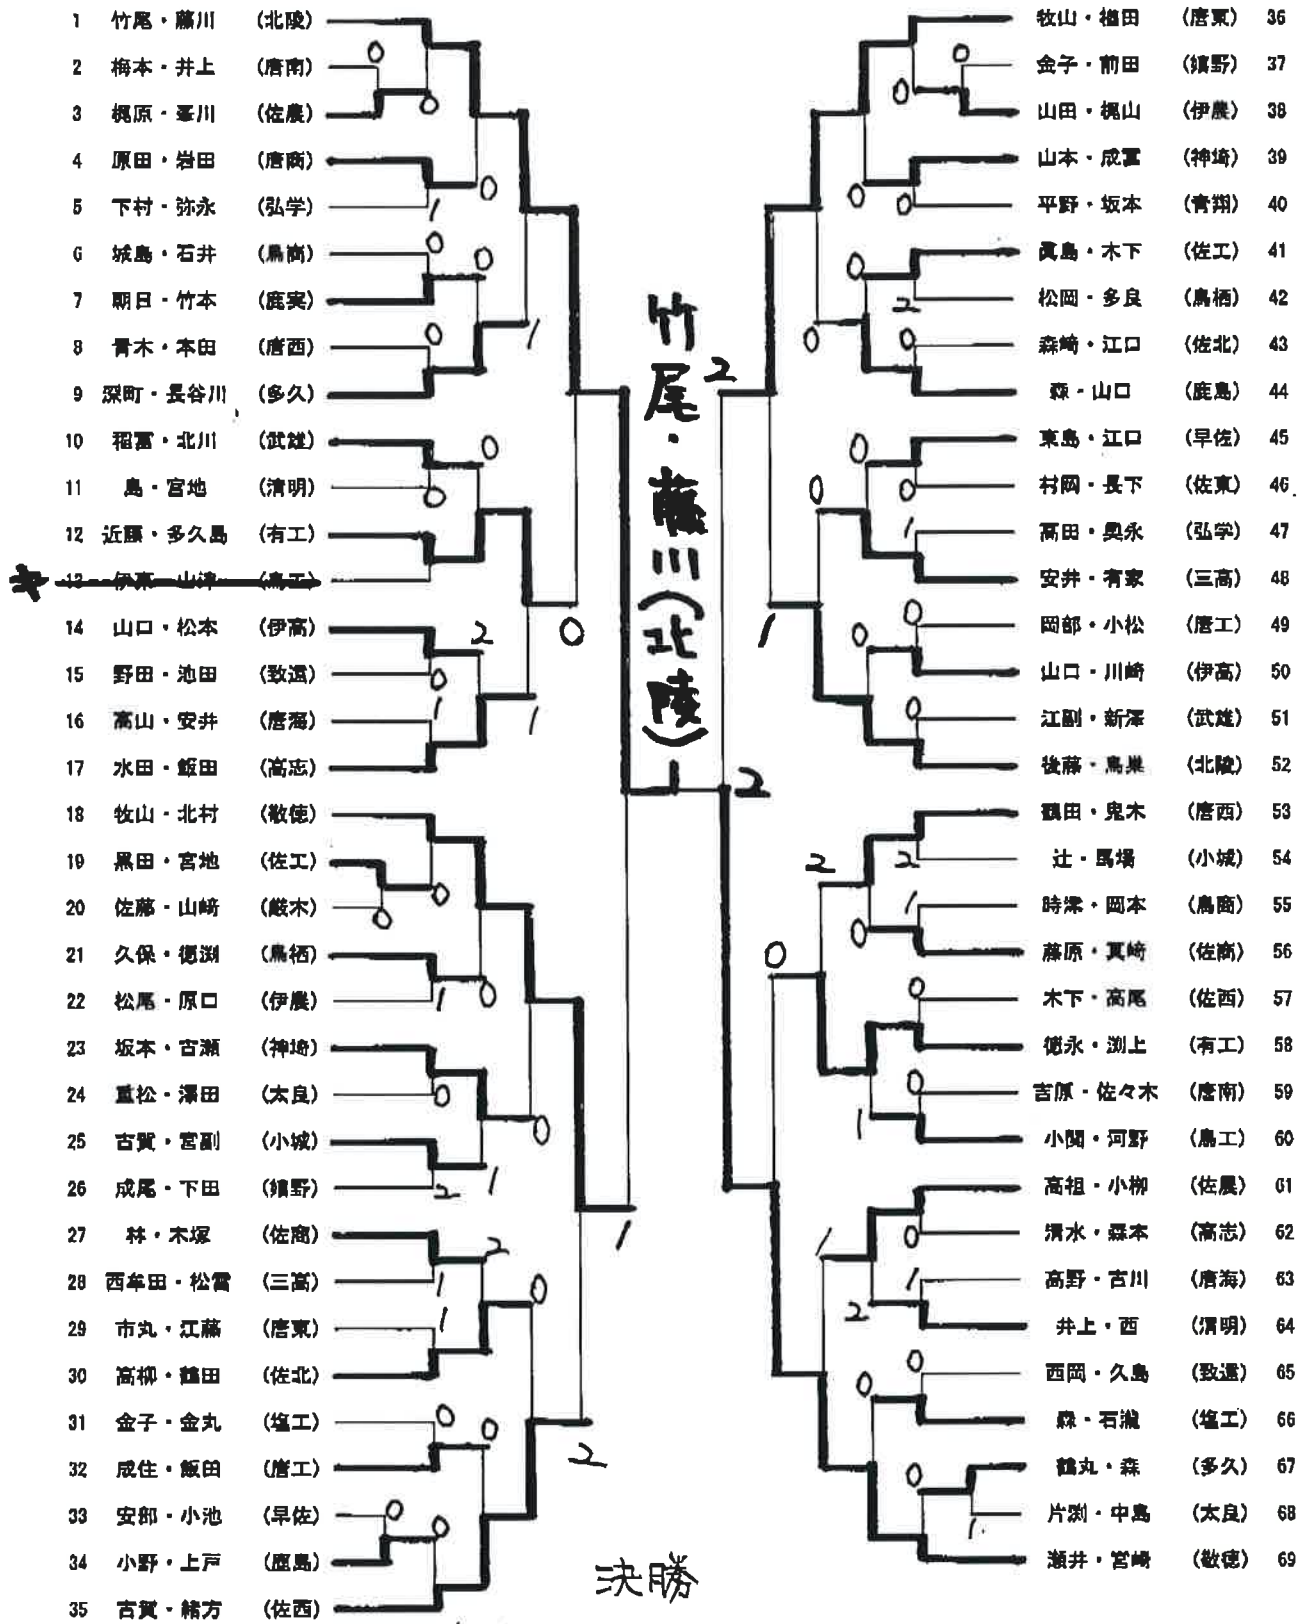 1 竹尾・藤川 (北陵)
2 梅本・井上 (唐南)
3 梶原・峯川 (佐農)
4 原田・岩田 (唐商)
5 下村・弥永 (弘学)
6 城島・石井 (鳥商)
7 朝日・竹本 (鹿実)
8 青木・本田 (唐西)
9 深町・長谷川 (多久)
10 稲富・北川 (武雄)
11 島・宮地 (清明)
12 近藤・多久島 (有工)
13 山津 (鳥工)
14 山口・松本 (伊高)
15 野田・池田 (致遠)
16 高山・安井 (唐海)
17 水田・飯田 (高志)
18 牧山・北村 (敬徳)
19 黒田・宮地 (佐工)
20 佐藤・山崎 (厳木)
21 久保・徳渕 (鳥栖)
22 松尾・原口 (伊農)
23 坂本・古瀬 (神埼)
24 重松・澤田 (太良)
25 古賀・宮副 (小城)
26 成尾・下田 (嬉野)
27 林・木塚 (佐商)
28 西牟田・松雪 (三高)
29 市丸・江藤 (唐東)
30 高柳・鶴田 (佐北)
31 金子・金丸 (塩工)
32 成住・飯田 (唐工)
33 安部・小池 (早佐)
34 小野・上戸 (鹿島)
35 古賀・緒方 (佐西)
竹尾・藤川(北陵)
決勝
牧山・楢田 (唐東) 36
金子・前田 (嬉野) 37
山田・梶山 (伊農) 38
山本・成富 (神埼) 39
平野・坂本 (青翔) 40
眞島・木下 (佐工) 41
松岡・多良 (鳥栖) 42
森崎・江口 (佐北) 43
森・山口 (鹿島) 44
東島・江口 (早佐) 45
村岡・長下 (佐東) 46
高田・奥永 (弘学) 47
安井・有家 (三高) 48
岡部・小松 (唐工) 49
山口・川崎 (伊高) 50
江副・新澤 (武雄) 51
後藤・鳥巣 (北陵) 52
鶴田・鬼木 (唐西) 53
辻・馬場 (小城) 54
時津・岡本 (鳥商) 55
藤原・真崎 (佐商) 56
木下・高尾 (佐西) 57
徳永・渕上 (有工) 58
吉原・佐々木 (唐南) 59
小関・河野 (鳥工) 60
高祖・小柳 (佐農) 61
清水・森本 (高志) 62
高野・古川 (唐海) 63
井上・西 (清明) 64
西岡・久島 (致遠) 65
森・石瀧 (塩工) 66
鶴丸・森 (多久) 67
片渕・中島 (太良) 68
瀬井・宮崎 (敬徳) 69